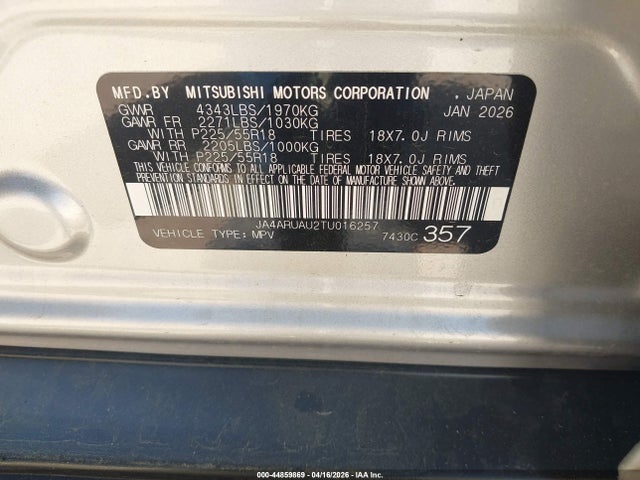 MFD.BY MITSUBISHI MOTORS CORPORATION , JAPAN
GVWR 4343LBS/1970KG JAN 2026
GAWR FR 2271LBS/1030KG
WITH P225/55R18 TIRES 18X7.0J RIMS
GAWR RR 2205LBS/1000KG
WITH P225/55R18 TIRES 18X7.0J RIMS
THIS VEHICLE CONFORMS TO ALL APPLICABLE FEDERAL MOTOR VEHICLE SAFETY AND THEFT
PREVENTION STANDARDS IN EFFECT ON THE DATE OF MANUFACTURE SHOWN ABOVE.
JA4ARUAU2TU016257
VEHICLE TYPE: MPV 7430C 357
000-44859869 - 04/16/2026 - IAA Inc.